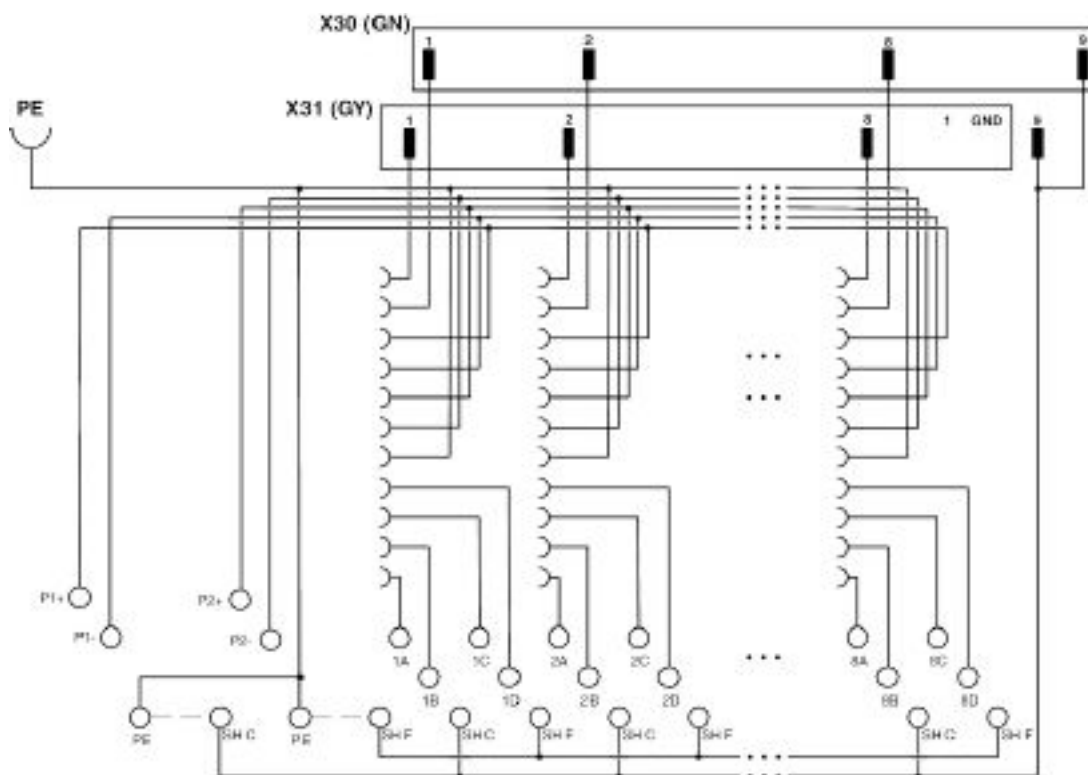 X30 (GN)
1 2 8 9
PE
X31 (GY)
1 2 8 1 GND 9
P1+ P2+
P1- P2-
1A 1C 2A 2C 8A 8C
1B 1D 2B 2D 8B 8D
PE SH C PE SH F SH C SH F SH C SH F SH C SH F